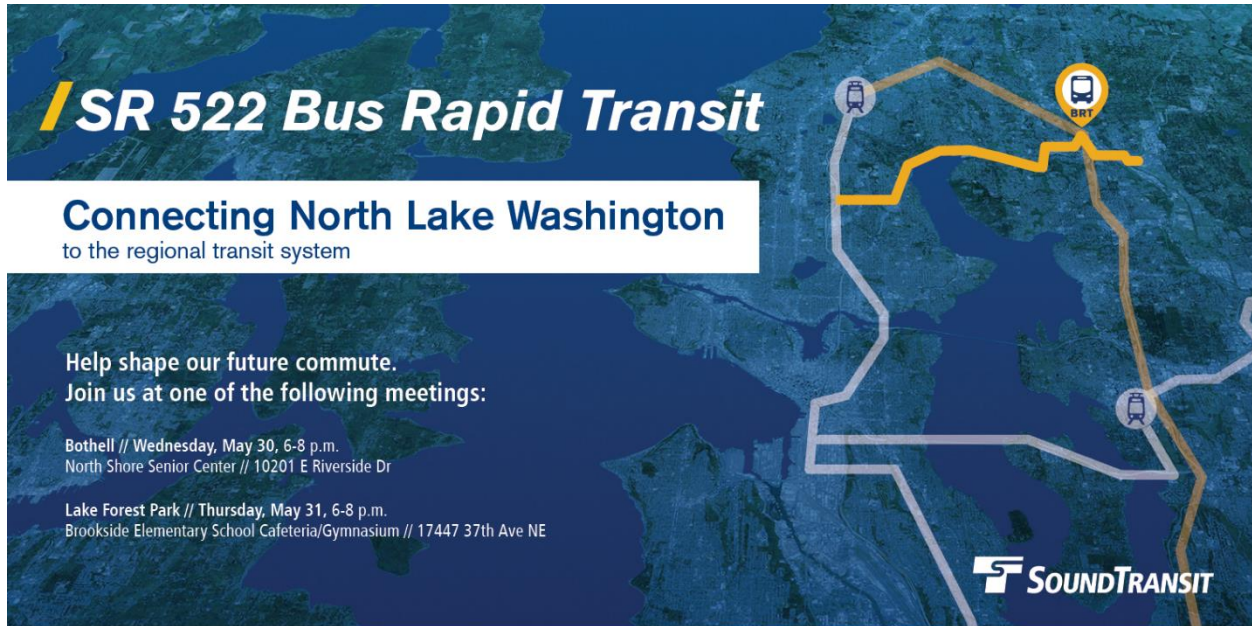 SR 522 Bus Rapid Transit
BRT
Connecting North Lake Washington
to the regional transit system
Help shape our future commute.
Join us at one of the following meetings:
Bothell // Wednesday, May 30, 6-8 p.m.
North Shore Senior Center // 10201 E Riverside Dr
Lake Forest Park // Thursday, May 31, 6-8 p.m.
Brookside Elementary School Cafeteria/Gymnasium // 17447 37th Ave NE
SOUNDTRANSIT